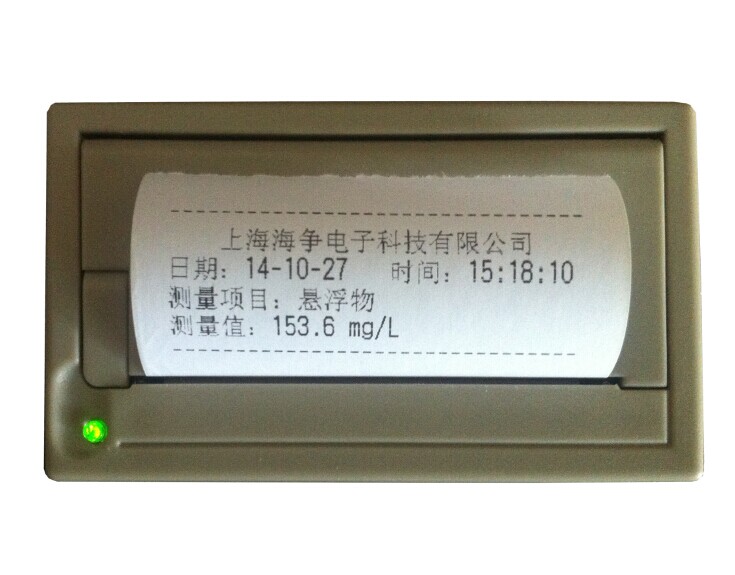 上海海争电子科技有限公司
日期：14-10-27 时间：15:18:10
测量项目：悬浮物
测量值：153.6 mg/L